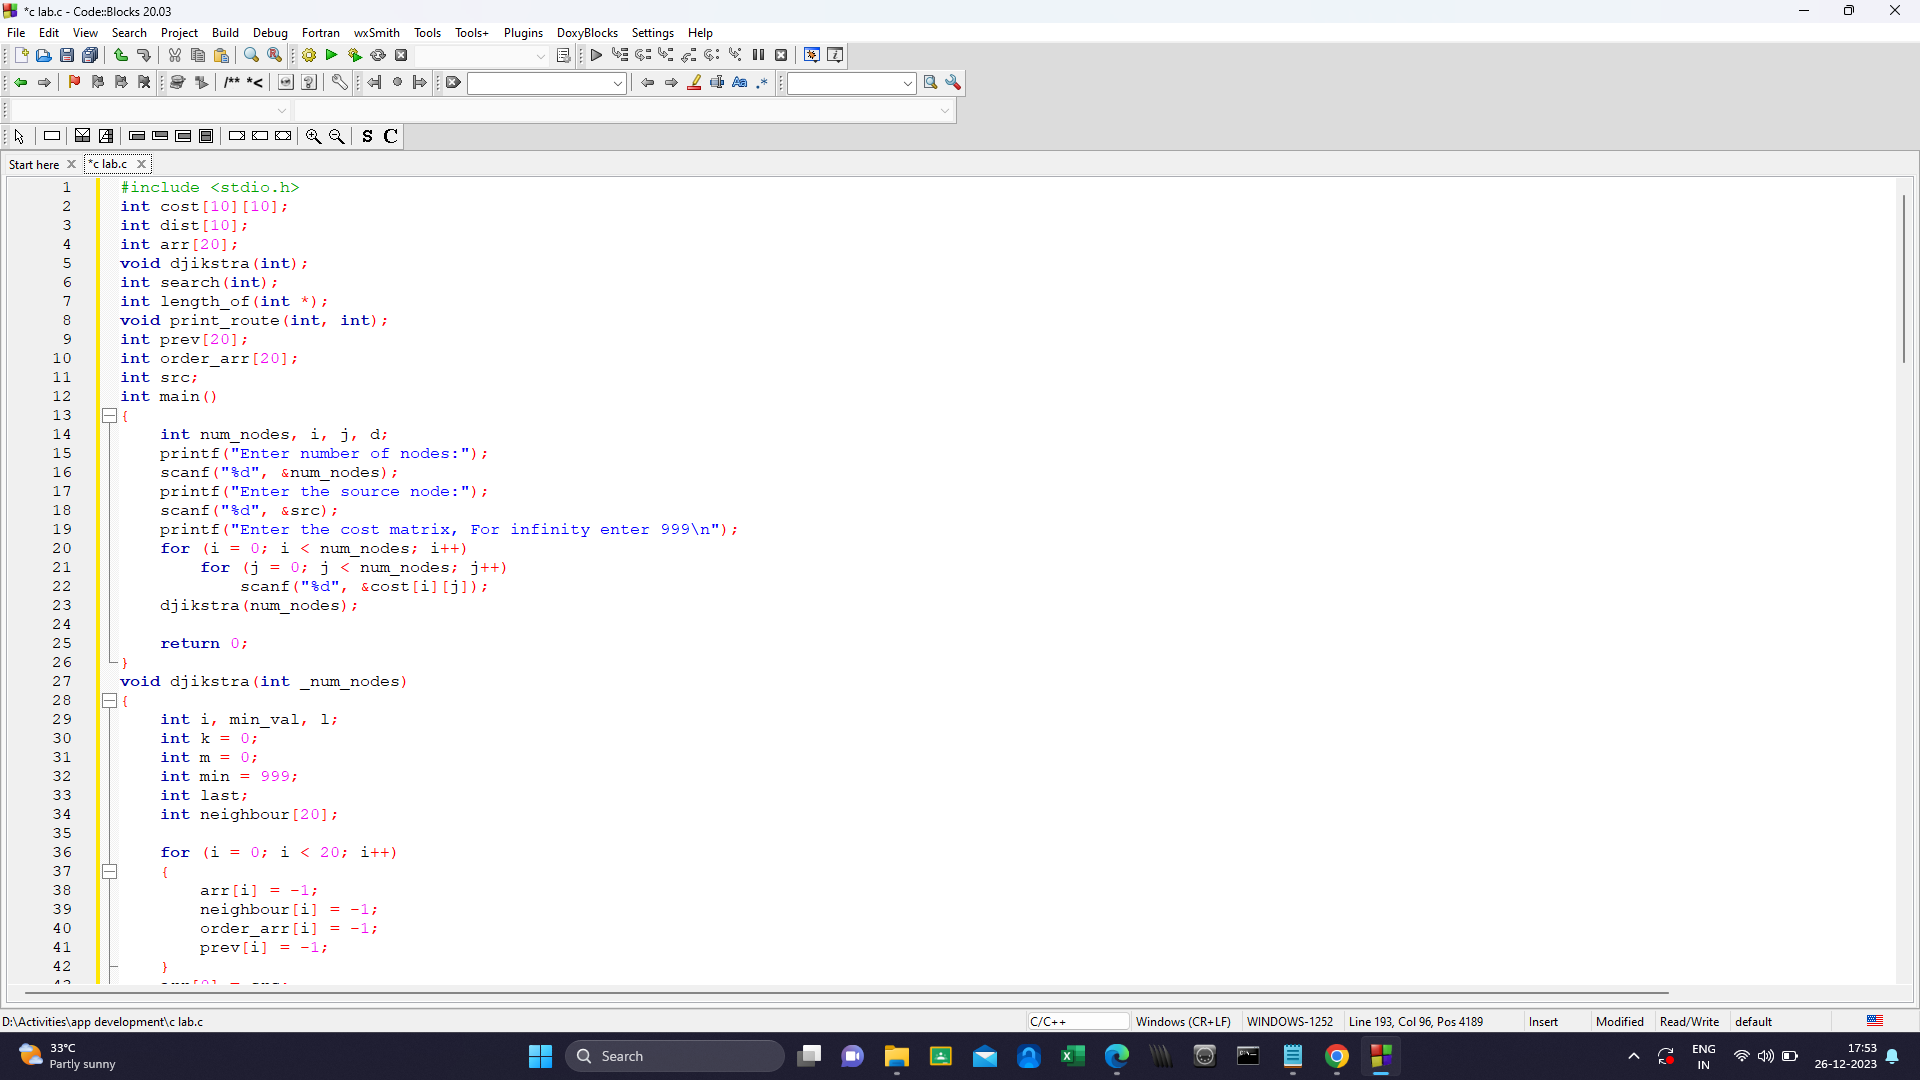 *c lab.c - Code::Blocks 20.03
File Edit View Search Project Build Debug Fortran wxSmith Tools Tools+ Plugins DoxyBlocks Settings Help
/** *<
Aa .*
S C
Start here *c lab.c
1 #include <stdio.h>
2 int cost[10][10];
3 int dist[10];
4 int arr[20];
5 void djikstra(int);
6 int search(int);
7 int length_of(int *);
8 void print_route(int, int);
9 int prev[20];
10 int order_arr[20];
11 int src;
12 int main()
13 {
14 int num_nodes, i, j, d;
15 printf("Enter number of nodes:");
16 scanf("%d", &num_nodes);
17 printf("Enter the source node:");
18 scanf("%d", &src);
19 printf("Enter the cost matrix, For infinity enter 999\n");
20 for (i = 0; i < num_nodes; i++)
21 for (j = 0; j < num_nodes; j++)
22 scanf("%d", &cost[i][j]);
23 djikstra(num_nodes);
24
25 return 0;
26 }
27 void djikstra(int _num_nodes)
28 {
29 int i, min_val, l;
30 int k = 0;
31 int m = 0;
32 int min = 999;
33 int last;
34 int neighbour[20];
35
36 for (i = 0; i < 20; i++)
37 {
38 arr[i] = -1;
39 neighbour[i] = -1;
40 order_arr[i] = -1;
41 prev[i] = -1;
42 }
D:\Activities\app development\c lab.c C/C++ Windows (CR+LF) WINDOWS-1252 Line 193, Col 96, Pos 4189 Insert Modified Read/Write default
33°C
Partly sunny
Search
ENG
IN
17:53
26-12-2023